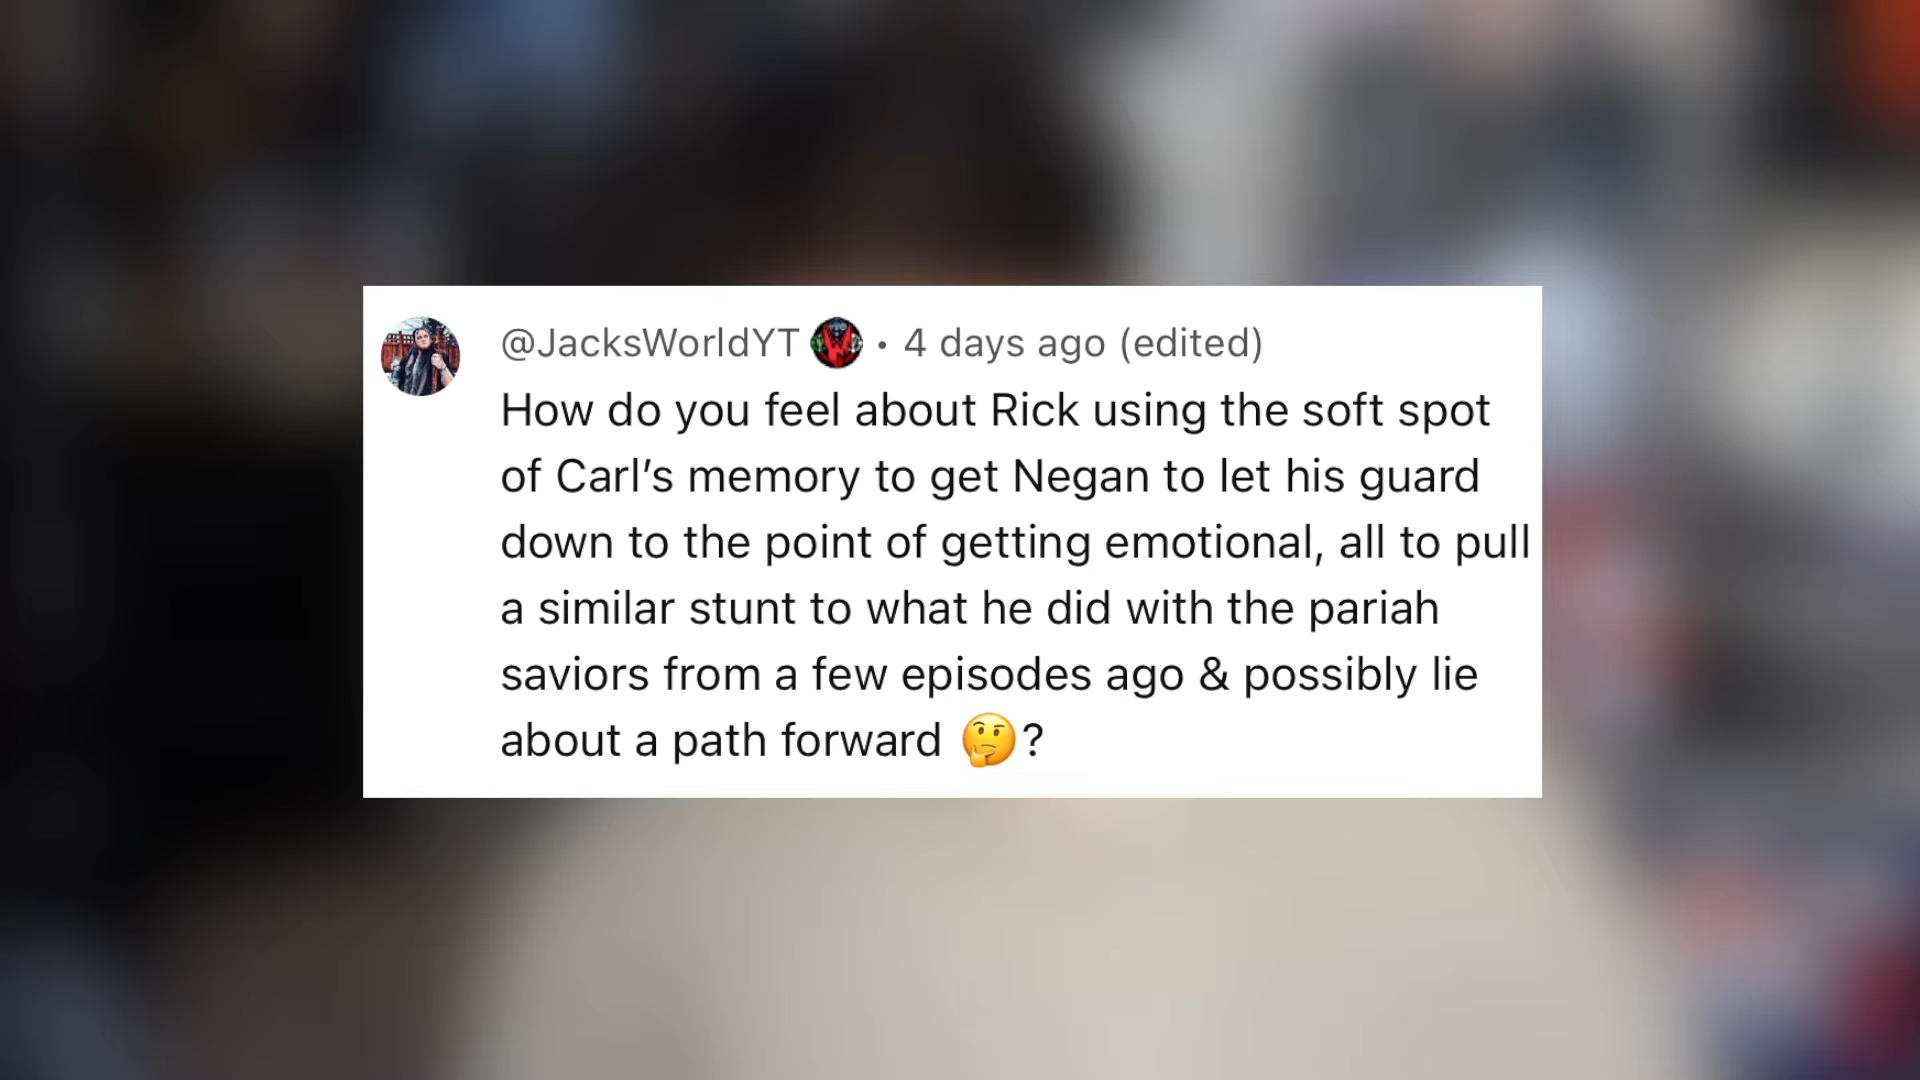 @JacksWorldYT • 4 days ago (edited)
How do you feel about Rick using the soft spot
of Carl’s memory to get Negan to let his guard
down to the point of getting emotional, all to pull
a similar stunt to what he did with the pariah
saviors from a few episodes ago & possibly lie
about a path forward 🤔?